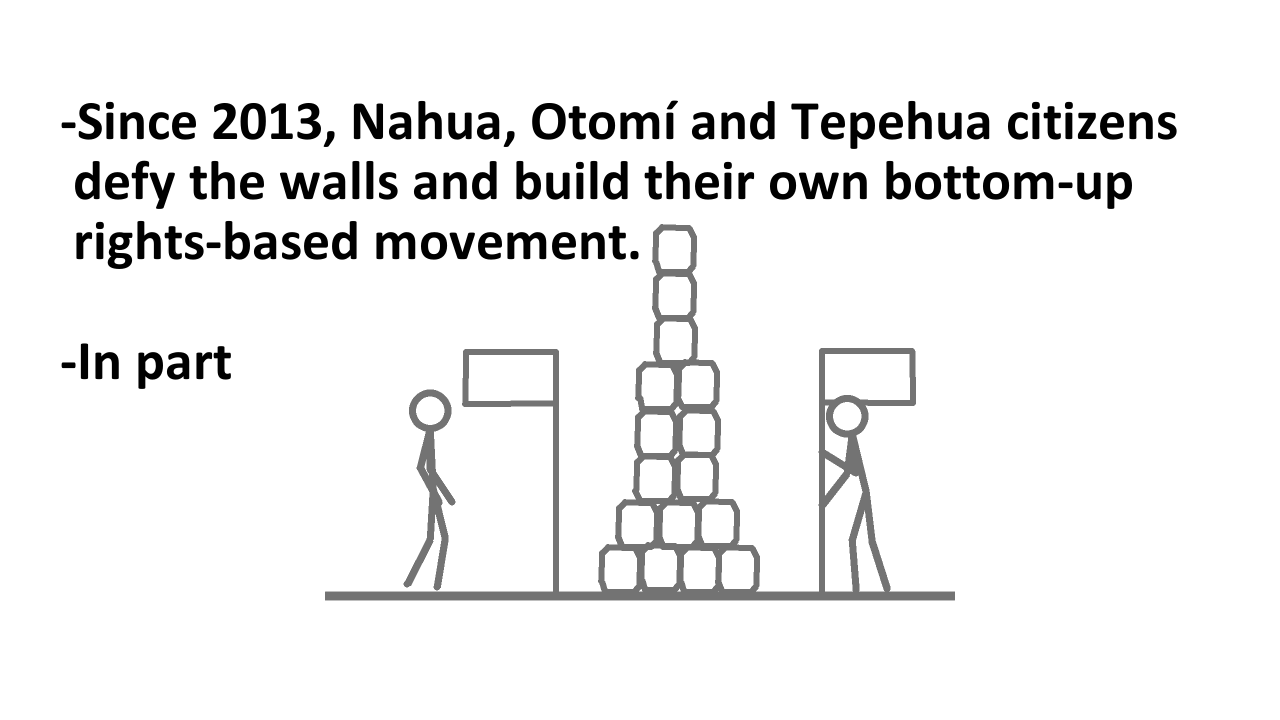 -Since 2013, Nahua, Otomí and Tepehua citizens
defy the walls and build their own bottom-up
rights-based movement.
-In part